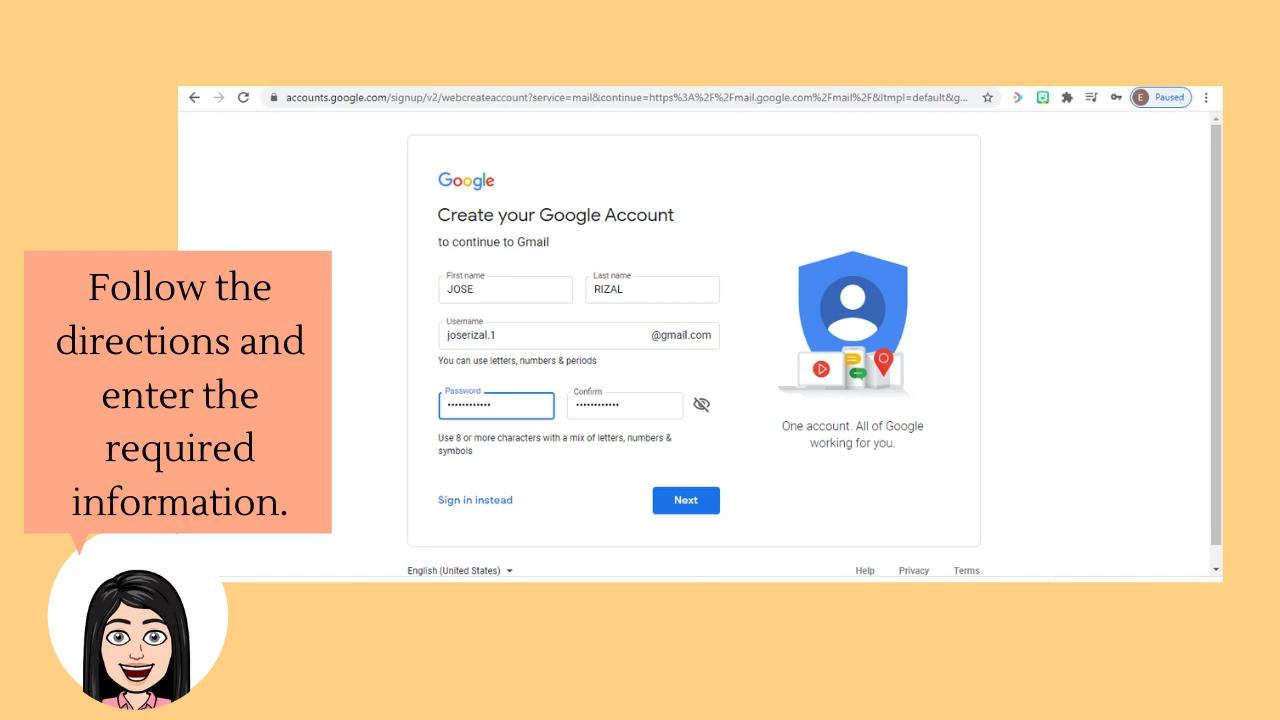 accounts.google.com/signup/v2/webcreateaccount?service=mail&continue=https%3A%2F%2Fmail.google.com%2Fmail%2F&ltmpl=default&g...
E Paused
Google
Create your Google Account
to continue to Gmail
First name
Last name
JOSE
RIZAL
Username
joserizal.1
@gmail.com
You can use letters, numbers & periods
Password
Confirm
••••••••••••
••••••••••••
Use 8 or more characters with a mix of letters, numbers &
symbols
Sign in instead
Next
One account. All of Google
working for you.
English (United States)
Help
Privacy
Terms
Follow the
directions and
enter the
required
information.